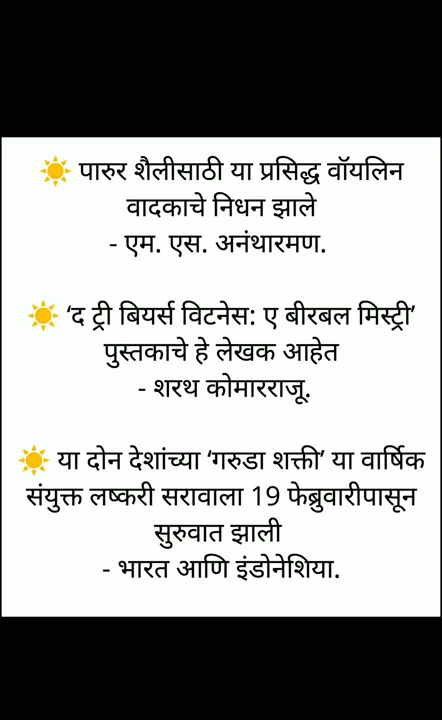 ☀ पारुर शैलीसाठी या प्रसिद्ध वॉयलिन
वादकाचे निधन झाले
- एम. एस. अनंथारमण.
☀ ‘द ट्री बियर्स विटनेस: ए बीरबल मिस्ट्री’
पुस्तकाचे हे लेखक आहेत
- शरथ कोमारराजू.
☀ या दोन देशांच्या ‘गरुडा शक्ती’ या वार्षिक
संयुक्त लष्करी सरावाला 19 फेब्रुवारीपासून
सुरुवात झाली
- भारत आणि इंडोनेशिया.